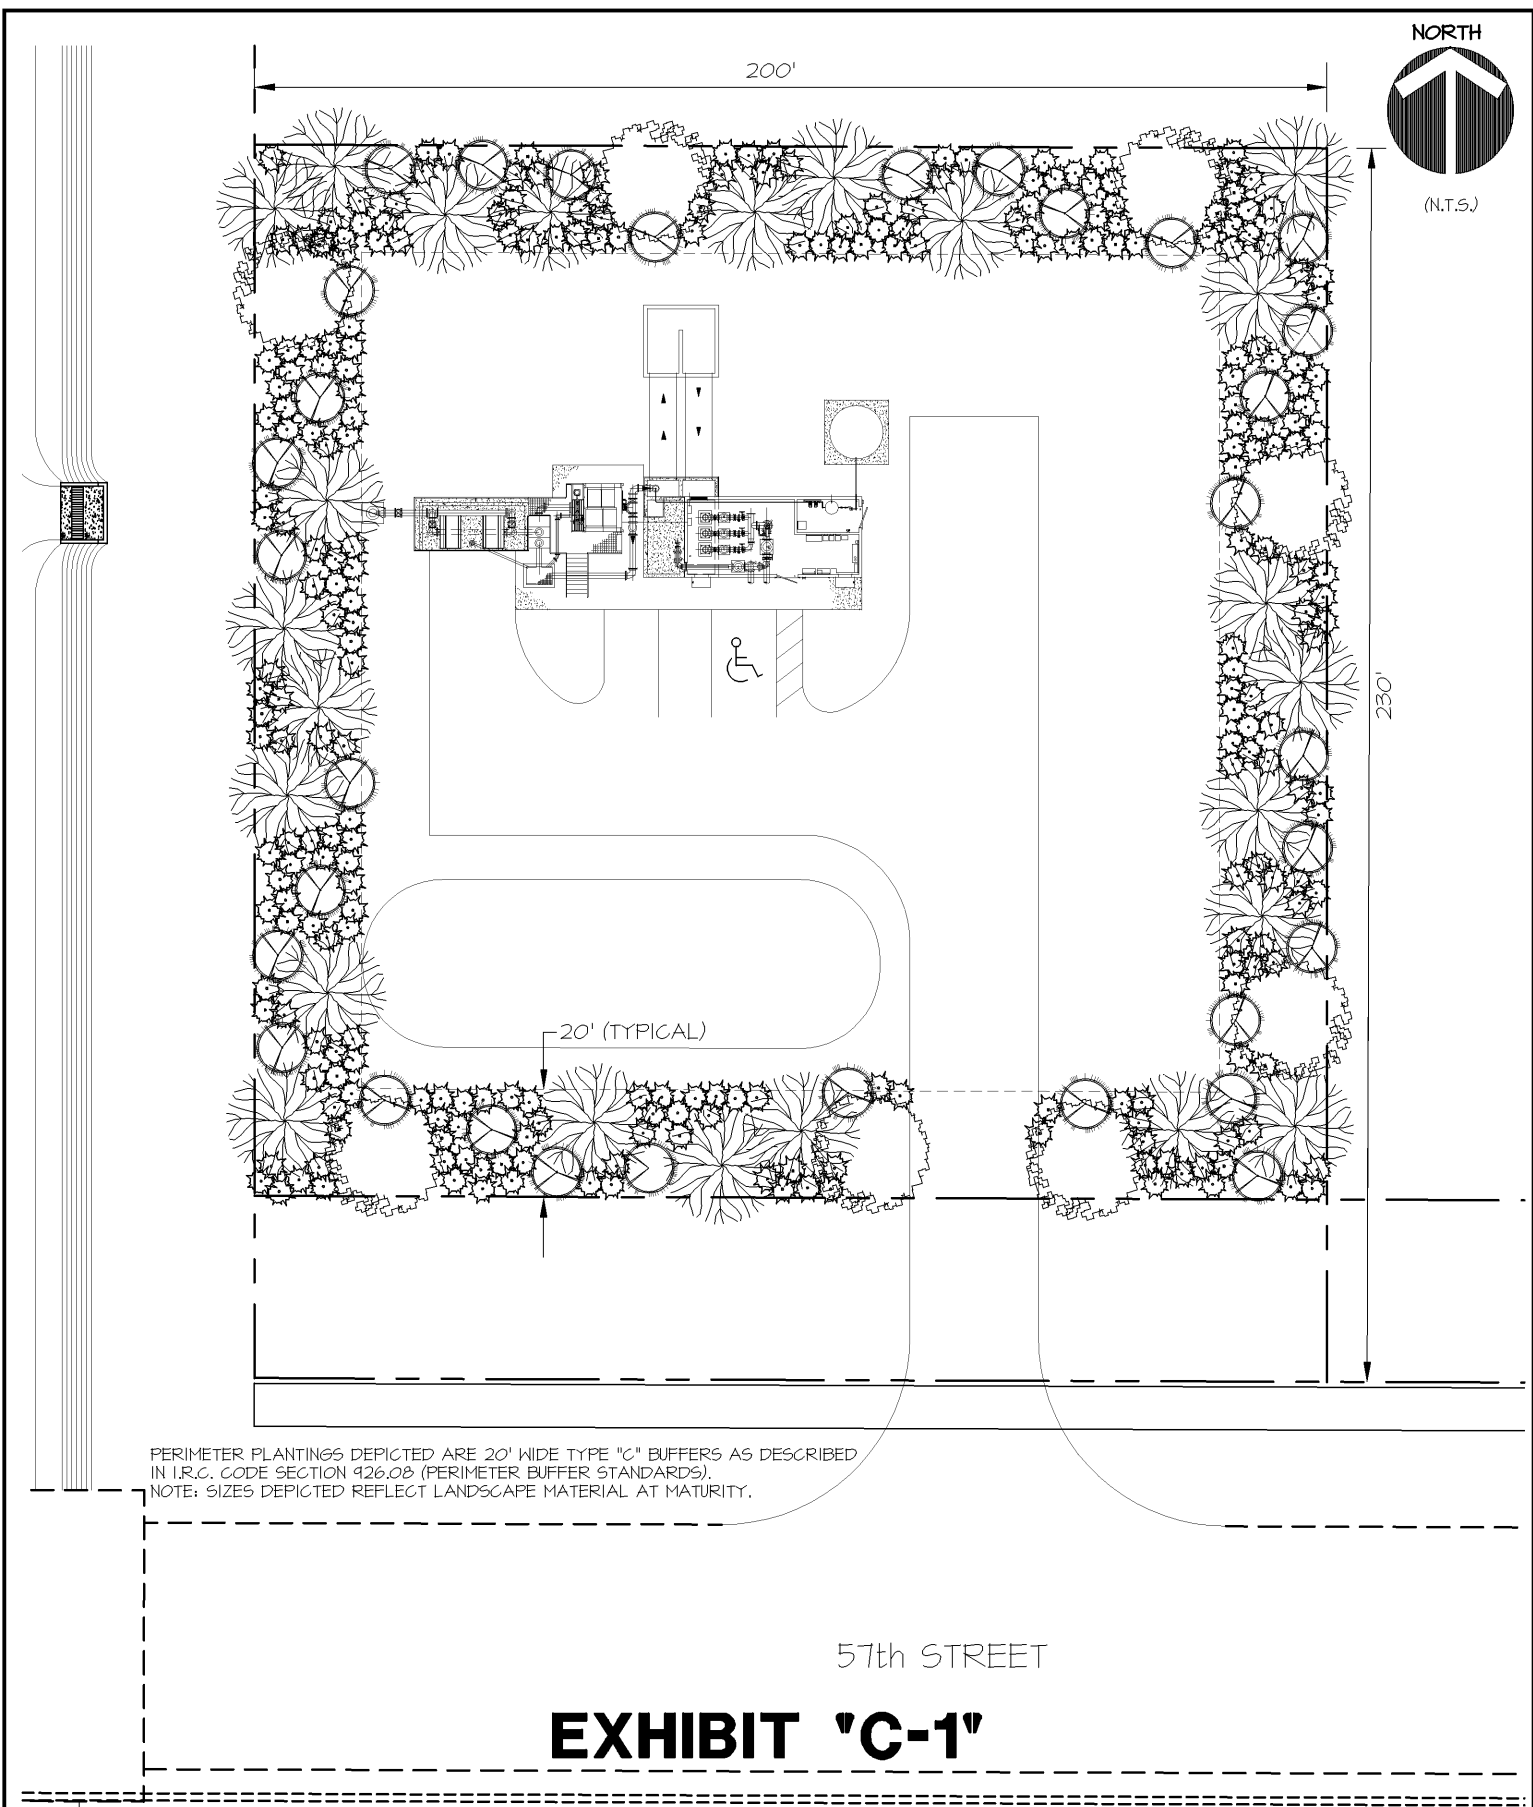 NORTH
200'
(N.T.S.)
230'
20' (TYPICAL)
PERIMETER PLANTINGS DEPICTED ARE 20' WIDE TYPE "C" BUFFERS AS DESCRIBED
IN I.R.C. CODE SECTION 926.08 (PERIMETER BUFFER STANDARDS).
NOTE: SIZES DEPICTED REFLECT LANDSCAPE MATERIAL AT MATURITY.
57th STREET
EXHIBIT "C-1"